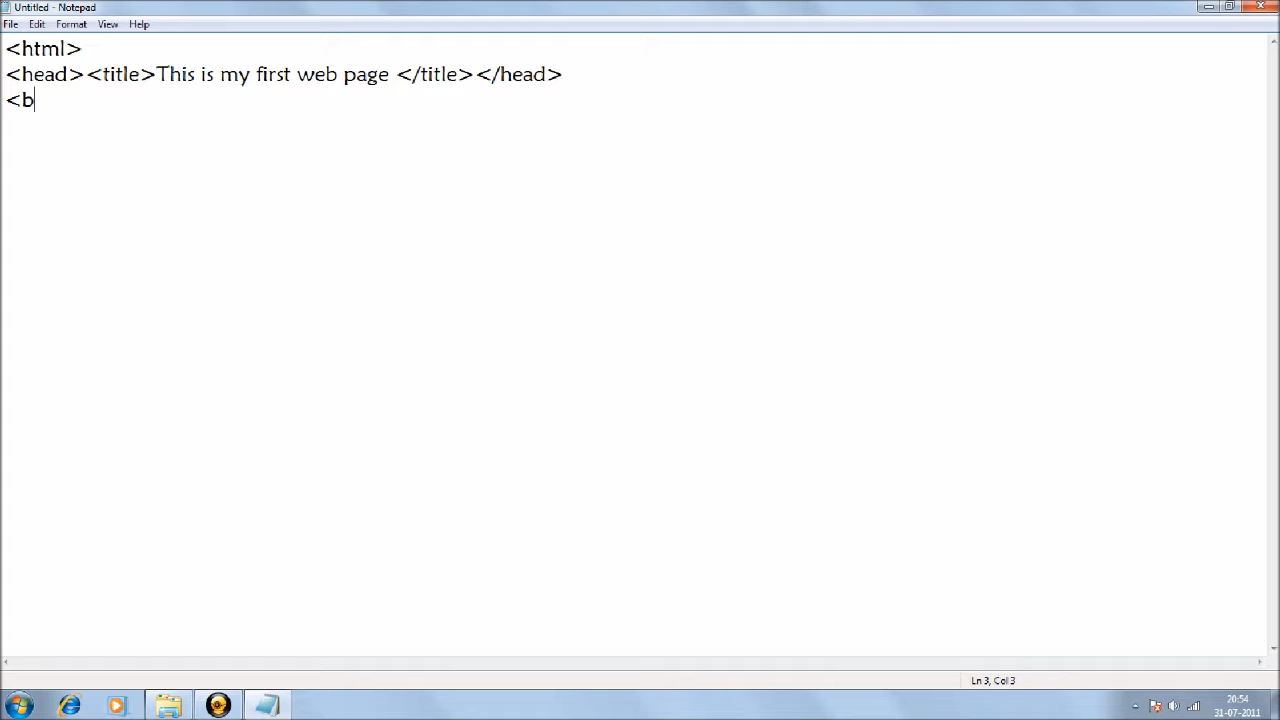 Untitled - Notepad
File Edit Format View Help
<html>
<head><title>This is my first web page </title></head>
<b
Ln 3, Col 3
20:54
31-07-2011